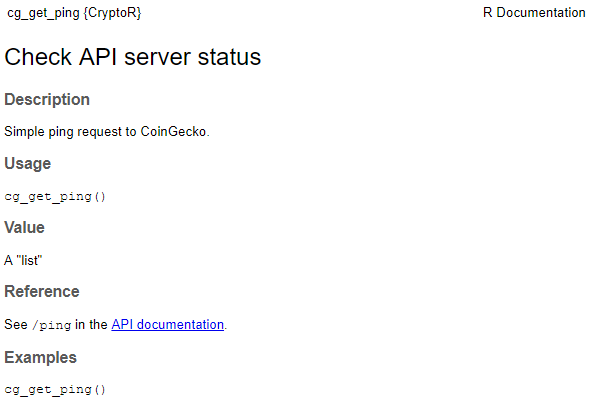 cg_get_ping {CryptoR} R Documentation
Check API server status
Description
Simple ping request to CoinGecko.
Usage
cg_get_ping()
Value
A "list"
Reference
See /ping in the API documentation.
Examples
cg_get_ping()